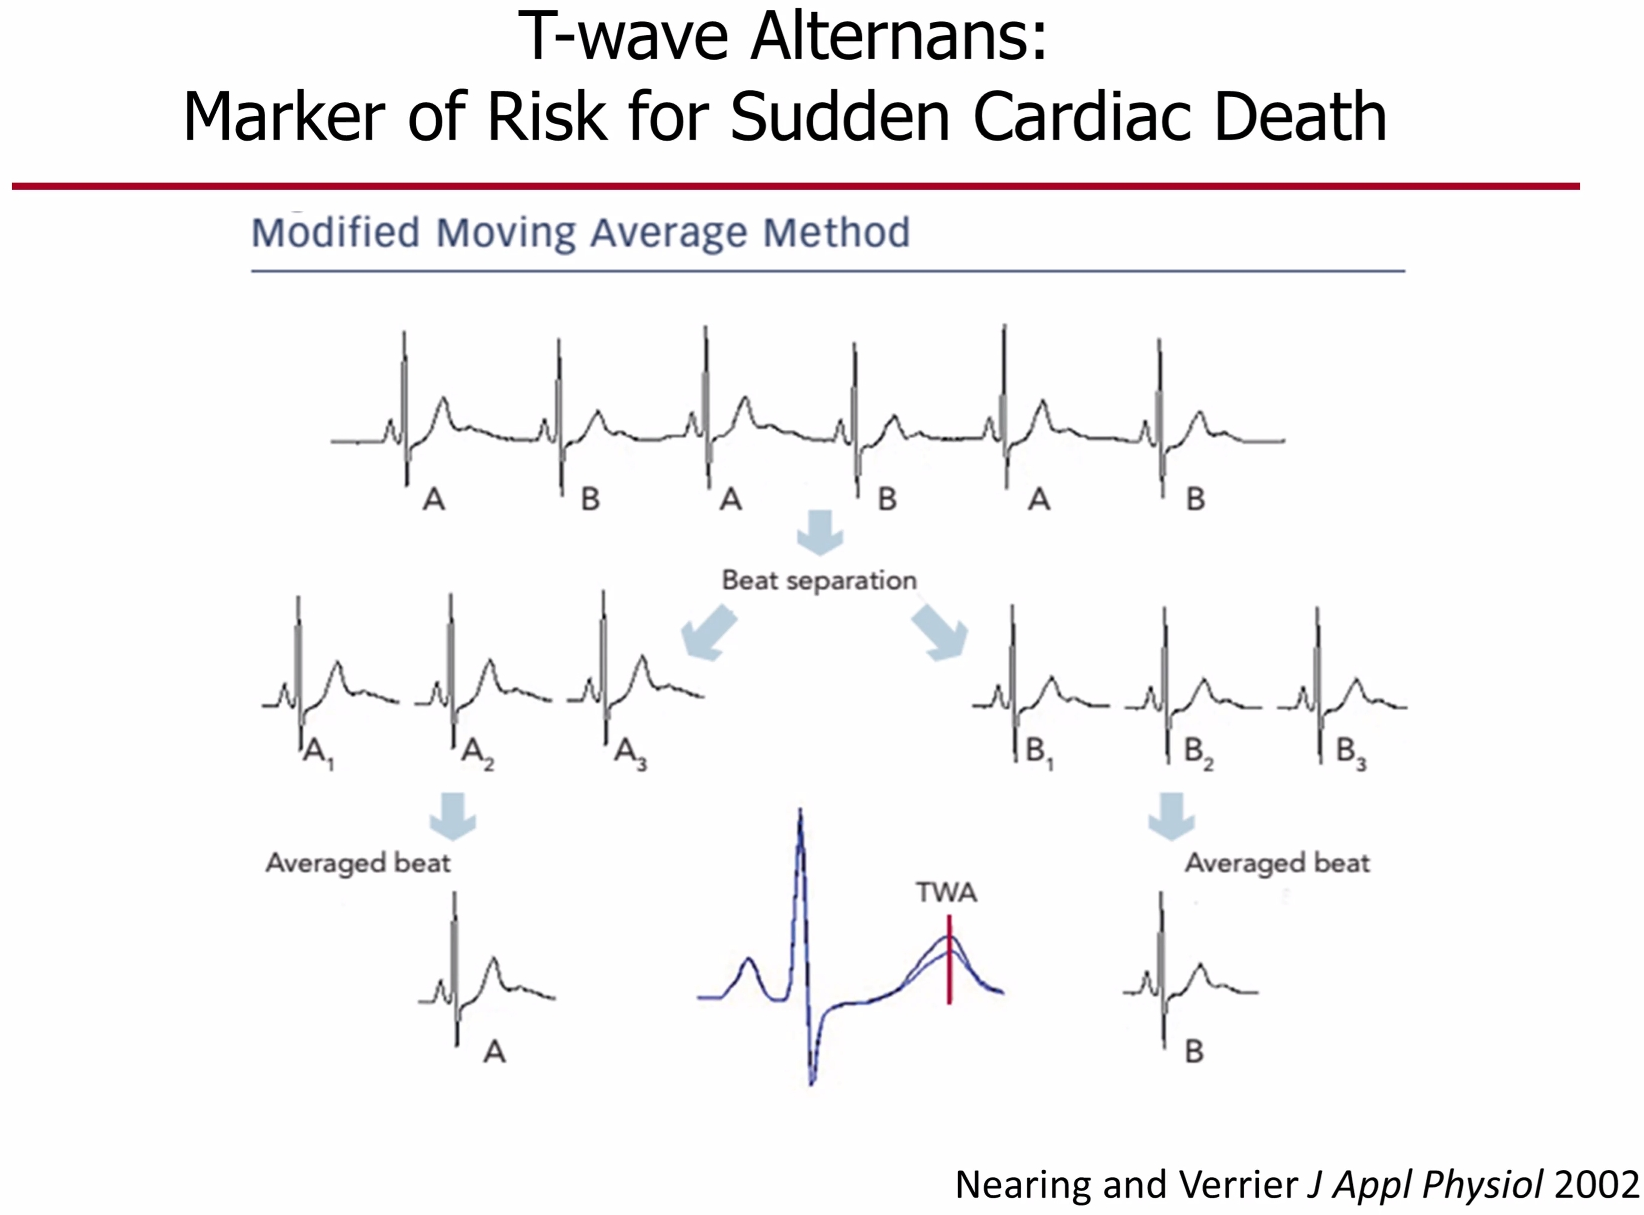 T-wave Alternans:
Marker of Risk for Sudden Cardiac Death
Modified Moving Average Method
A B A B A B
Beat separation
A1 A2 A3 B1 B2 B3
Averaged beat Averaged beat
TWA
A B
Nearing and Verrier J Appl Physiol 2002